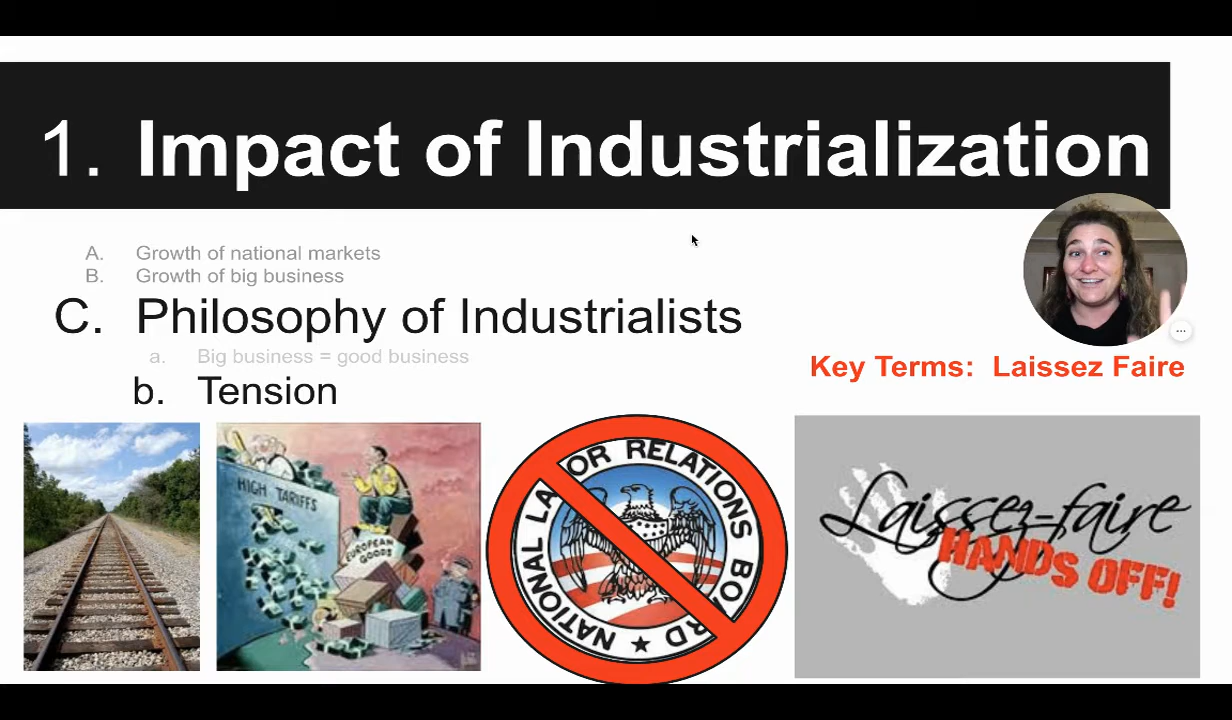 1. Impact of Industrialization
A. Growth of national markets
B. Growth of big business
C. Philosophy of Industrialists
a. Big business = good business
b. Tension
Key Terms: Laissez Faire
HIGH TARIFFS
EUROPEAN
GOODS
NATIONAL LABOR RELATIONS BOARD
Laissez-faire
HANDS OFF!